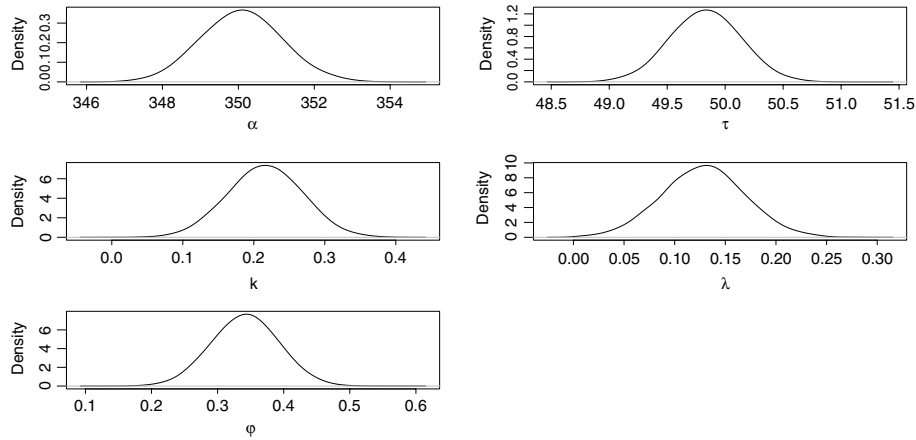 Density
0.0 0.1 0.2 0.3
346 348 350 352 354
α
Density
0.0 0.4 0.8 1.2
48.5 49.0 49.5 50.0 50.5 51.0 51.5
τ
Density
0 2 4 6
0.0 0.1 0.2 0.3 0.4
k
Density
0 2 4 6 8 10
0.00 0.05 0.10 0.15 0.20 0.25 0.30
λ
Density
0 2 4 6
0.1 0.2 0.3 0.4 0.5 0.6
φ